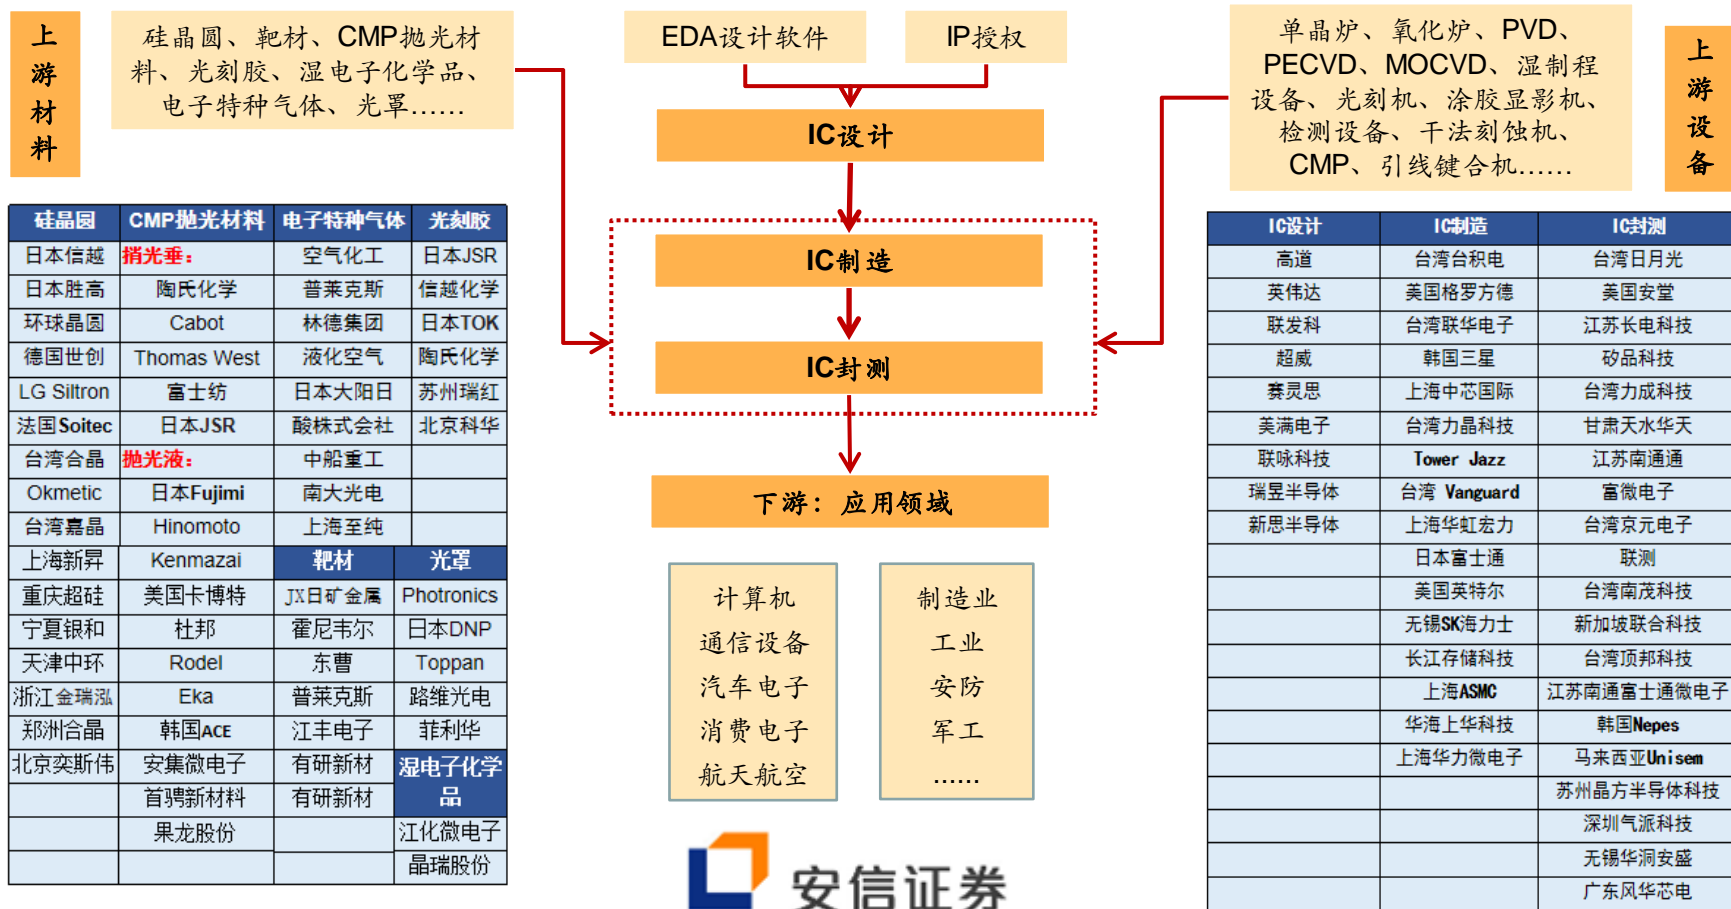 上
游
材
料
硅晶圆、靶材、CMP抛光材
料、光刻胶、湿电子化学品、
电子特种气体、光罩......
EDA设计软件
IP授权
单晶炉、氧化炉、PVD、
PECVD、MOCVD、湿制程
设备、光刻机、涂胶显影机、
检测设备、干法刻蚀机、
CMP、引线键合机......
上
游
设
备
IC设计
IC制造
IC封测
下游：应用领域
计算机
通信设备
汽车电子
消费电子
航天航空
制造业
工业
安防
军工
......
硅晶圆 CMP抛光材料 电子特种气体 光刻胶
日本信越 捎光垂： 空气化工 日本JSR
日本胜高 陶氏化学 普莱克斯 信越化学
环球晶圆 Cabot 林德集团 日本TOK
德国世创 Thomas West 液化空气 陶氏化学
LG Siltron 富士纺 日本大阳日 苏州瑞红
法国Soitec 日本JSR 酸株式会社 北京科华
台湾合晶 抛光液： 中船重工
Okmetic 日本Fujimi 南大光电
台湾嘉晶 Hinomoto 上海至纯
上海新昇 Kenmazai 靶材 光罩
重庆超硅 美国卡博特 JX日矿金属 Photronics
宁夏银和 杜邦 霍尼韦尔 日本DNP
天津中环 Rodel 东曹 Toppan
浙江金瑞泓 Eka 普莱克斯 路维光电
郑洲合晶 韩国ACE 江丰电子 菲利华
北京奕斯伟 安集微电子 有研新材 湿电子化学
首骋新材料 有研新材 品
果龙股份 江化微电子
晶瑞股份
IC设计 IC制造 IC封测
高道 台湾台积电 台湾日月光
英伟达 美国格罗方德 美国安堂
联发科 台湾联华电子 江苏长电科技
超威 韩国三星 矽品科技
赛灵思 上海中芯国际 台湾力成科技
美满电子 台湾力晶科技 甘肃天水华天
联咏科技 Tower Jazz 江苏南通通
瑞昱半导体 台湾 Vanguard 富微电子
新思半导体 上海华虹宏力 台湾京元电子
日本富士通 联测
美国英特尔 台湾南茂科技
无锡SK海力士 新加坡联合科技
长江存储科技 台湾顶邦科技
上海ASMC 江苏南通富士通微电子
华海上华科技 韩国Nepes
上海华力微电子 马来西亚Unisem
苏州晶方半导体科技
深圳气派科技
无锡华洞安盛
广东风华芯电
安信证券